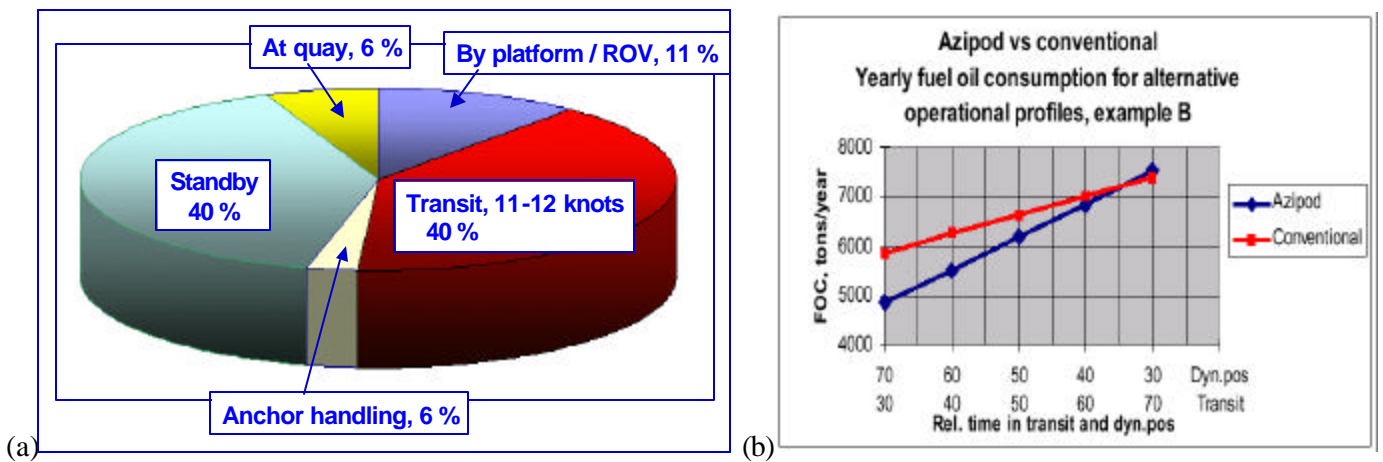 At quay, 6 %
By platform / ROV, 11 %
Standby
40 %
Transit, 11-12 knots
40 %
Anchor handling, 6 %
(a)
Azipod vs conventional
Yearly fuel oil consumption for alternative
operational profiles, example B
FOC, tons/year
8000
7000
6000
5000
4000
Azipod
Conventional
70 60 50 40 30 Dyn.pos
30 40 50 60 70 Transit
Rel. time in transit and dyn.pos
(b)